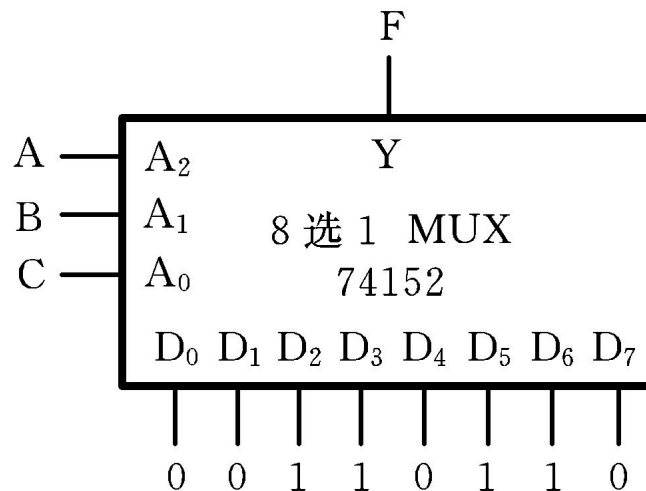 F
A A₂ Y
B A₁ 8 选 1 MUX
C A₀ 74152
D₀ D₁ D₂ D₃ D₄ D₅ D₆ D₇
0 0 1 1 0 1 1 0